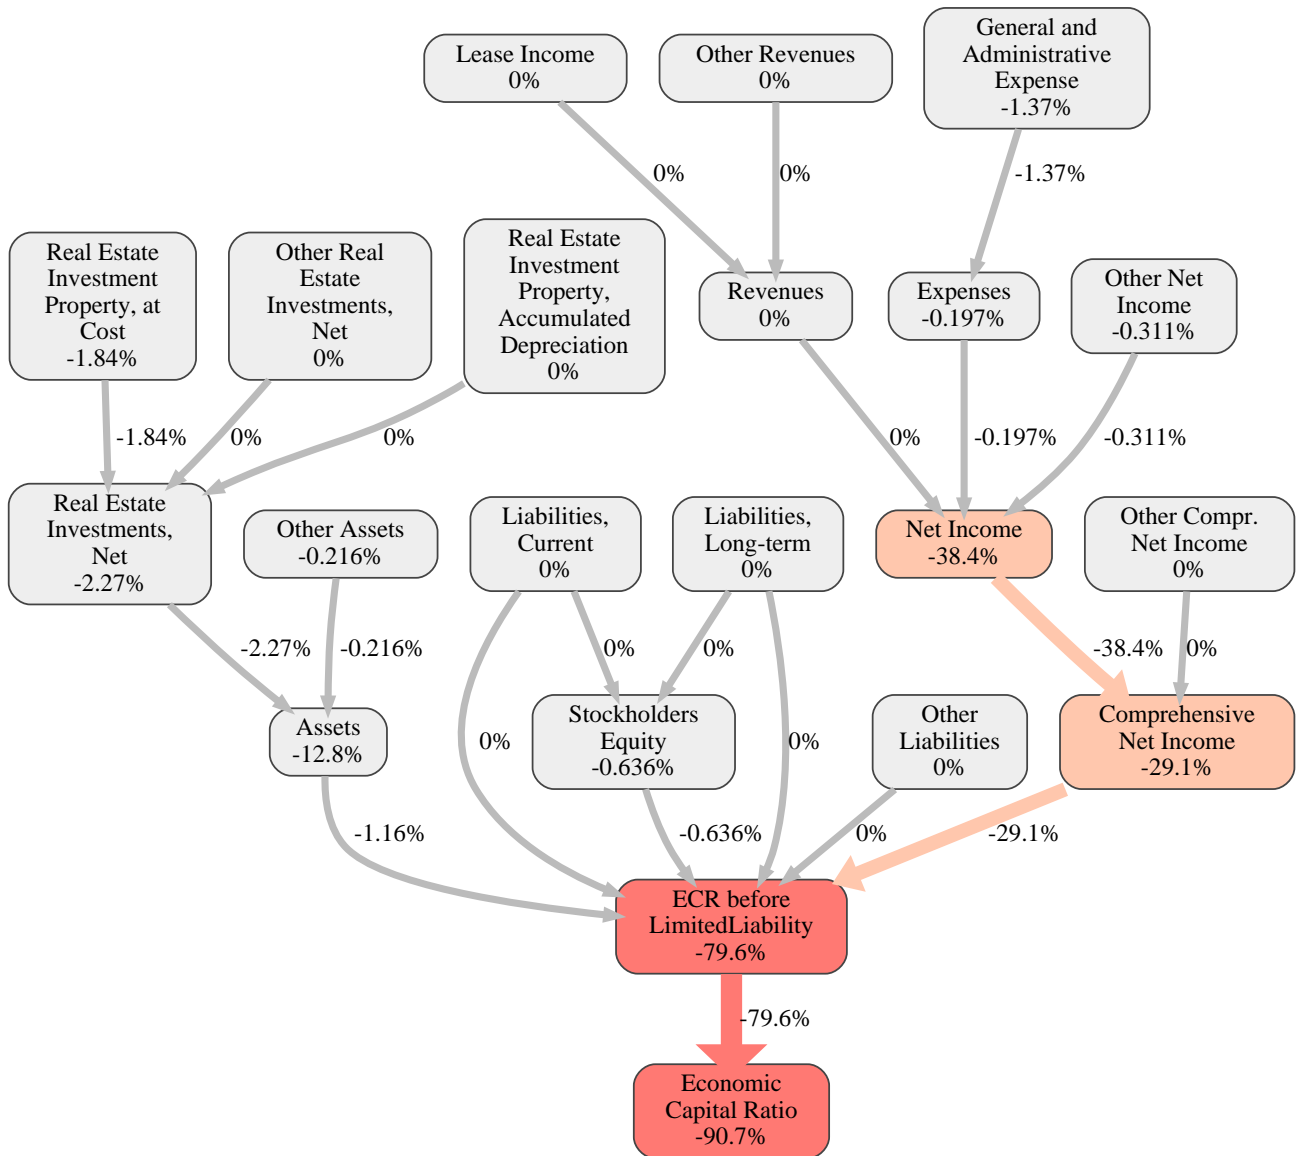 Lease Income
0%
Other Revenues
0%
General and
Administrative
Expense
-1.37%
0%
0%
-1.37%
Real Estate
Investment
Property, at
Cost
-1.84%
Other Real
Estate
Investments,
Net
0%
Real Estate
Investment
Property,
Accumulated
Depreciation
0%
Revenues
0%
Expenses
-0.197%
Other Net
Income
-0.311%
-1.84%
0%
0%
0%
-0.197%
-0.311%
Real Estate
Investments,
Net
-2.27%
Other Assets
-0.216%
Liabilities,
Current
0%
Liabilities,
Long-term
0%
Net Income
-38.4%
Other Compr.
Net Income
0%
-2.27%
-0.216%
0%
0%
-38.4%
0%
Assets
-12.8%
0%
Stockholders
Equity
-0.636%
0%
Other
Liabilities
0%
Comprehensive
Net Income
-29.1%
-1.16%
-0.636%
0%
-29.1%
ECR before
LimitedLiability
-79.6%
-79.6%
Economic
Capital Ratio
-90.7%